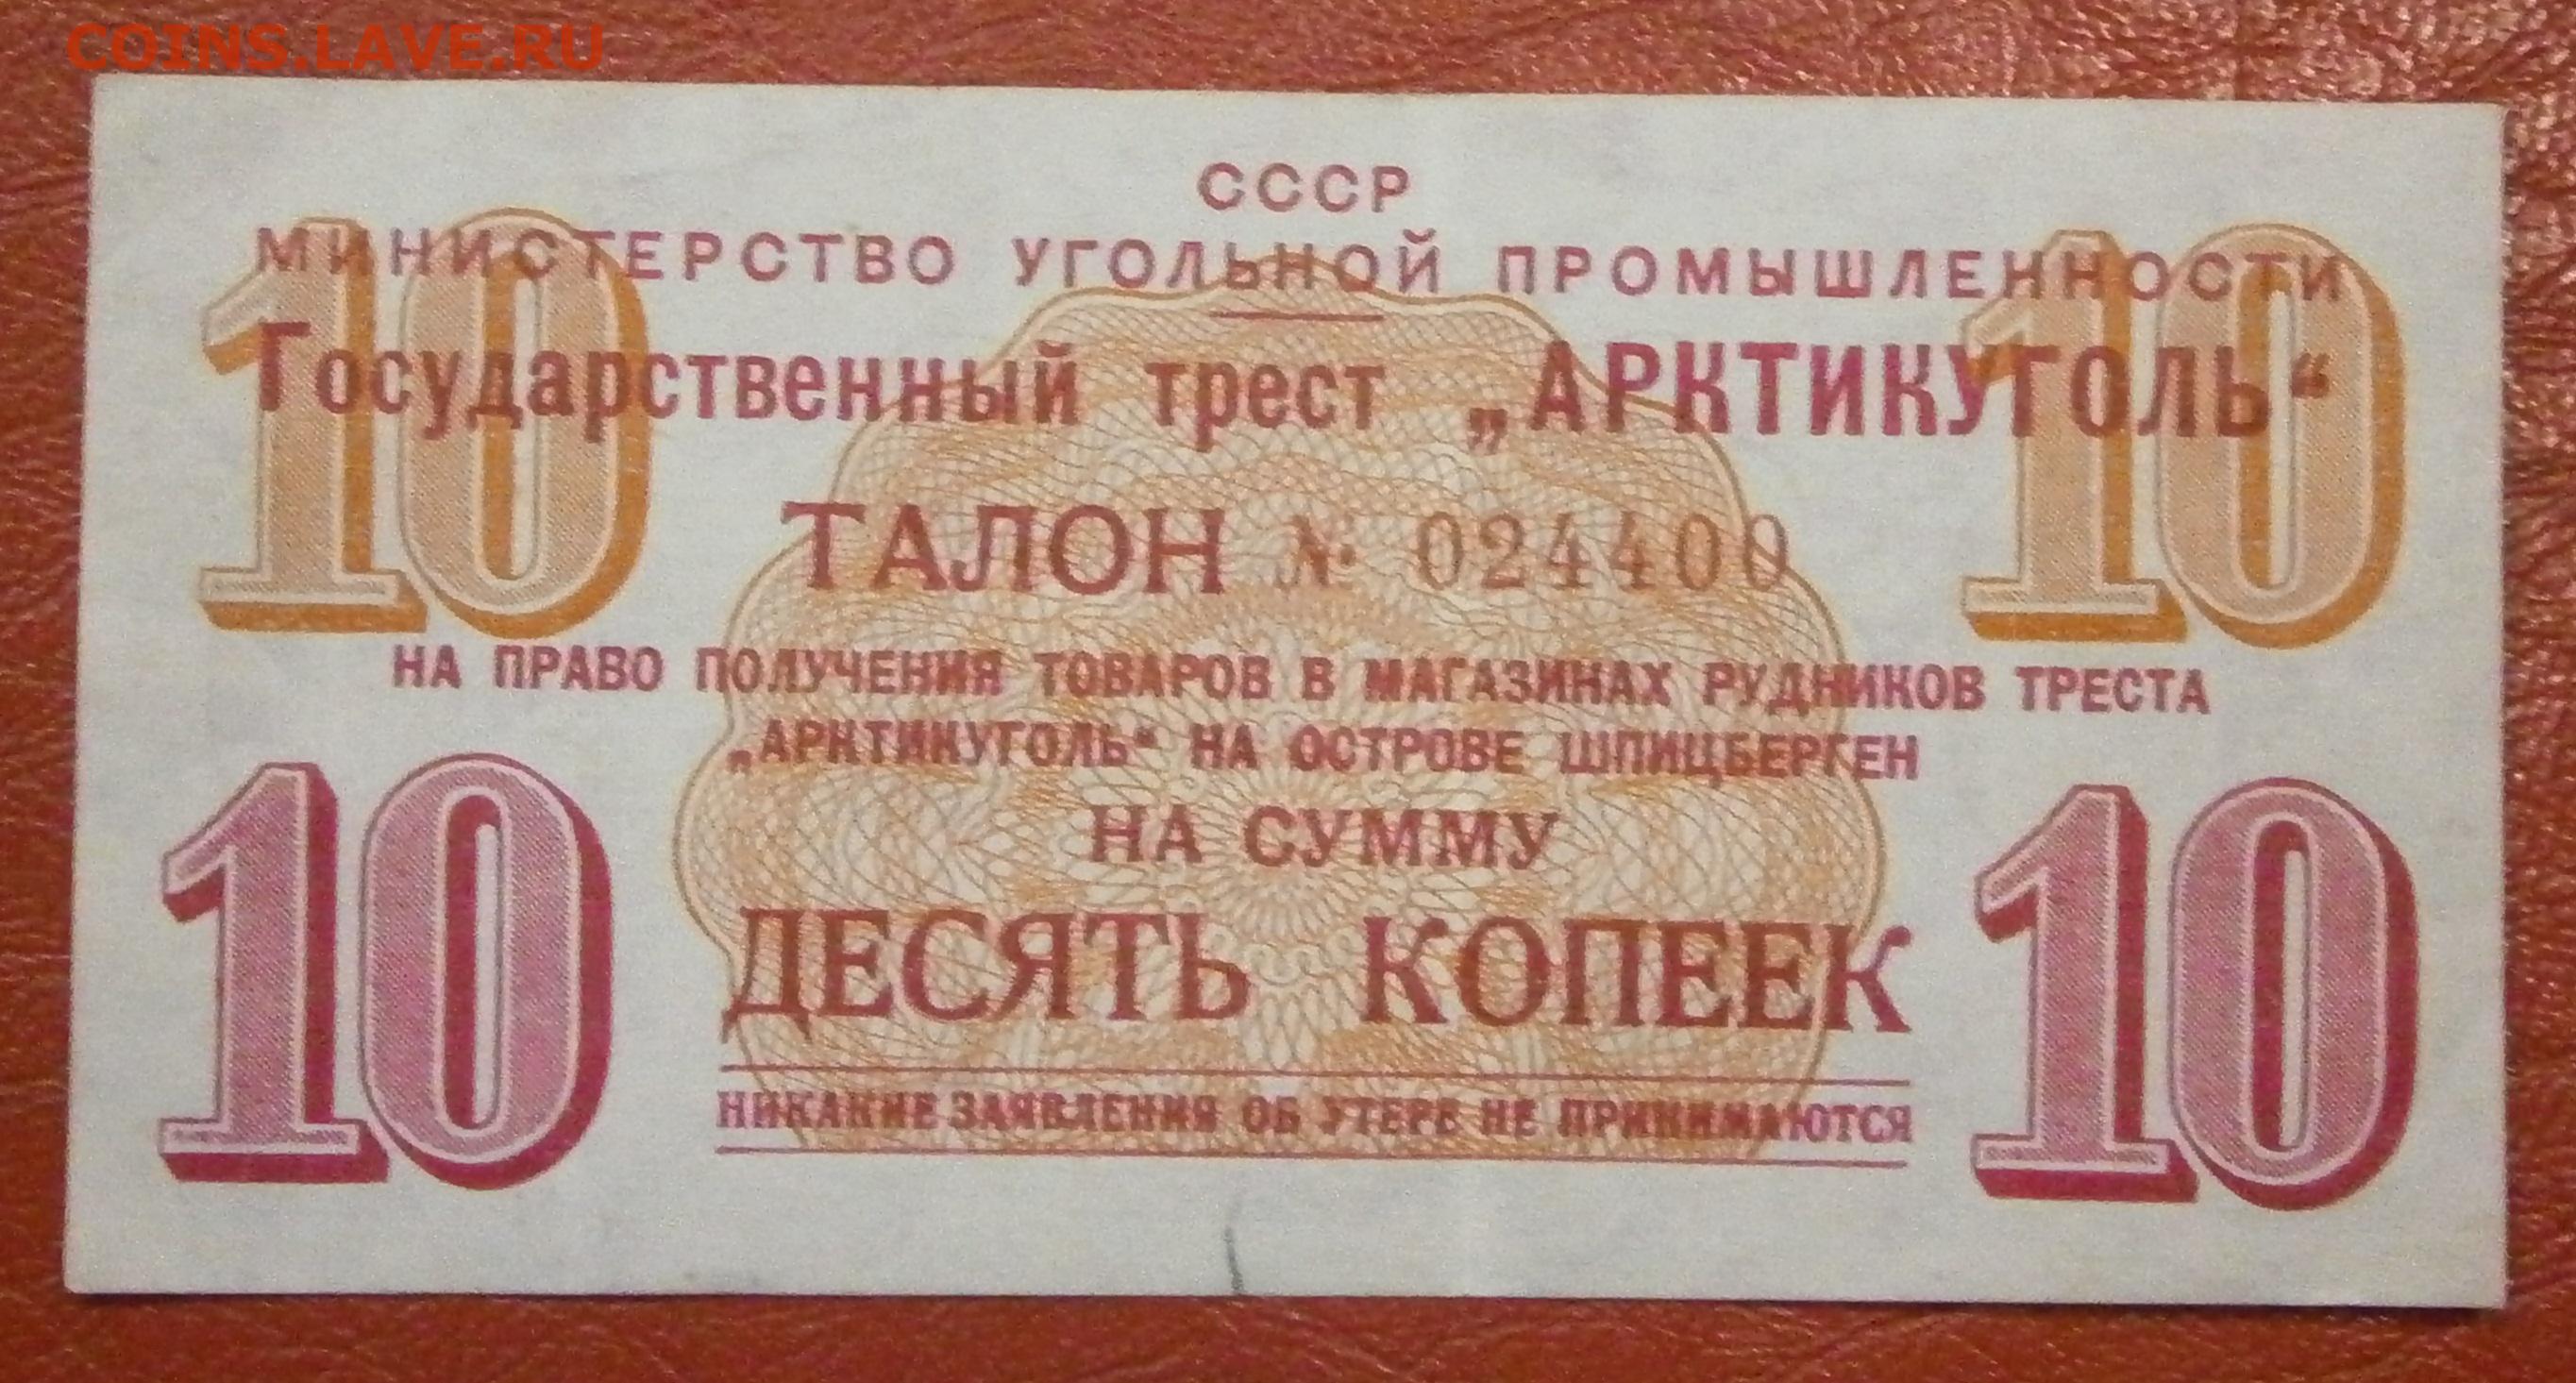 COINS.LAVE.RU
СССР
МИНИСТЕРСТВО УГОЛЬНОЙ ПРОМЫШЛЕННОСТИ
Государственный трест „АРКТИКУГОЛЬ“
10 10
ТАЛОН № 024400
НА ПРАВО ПОЛУЧЕНИЯ ТОВАРОВ В МАГАЗИНАХ РУДНИКОВ ТРЕСТА
„АРКТИКУГОЛЬ“ НА ОСТРОВЕ ШПИЦБЕРГЕН
НА СУММУ
10 ДЕСЯТЬ КОПЕЕК 10
НИКАКИЕ ЗАЯВЛЕНИЯ ОБ УТЕРЕ НЕ ПРИНИМАЮТСЯ